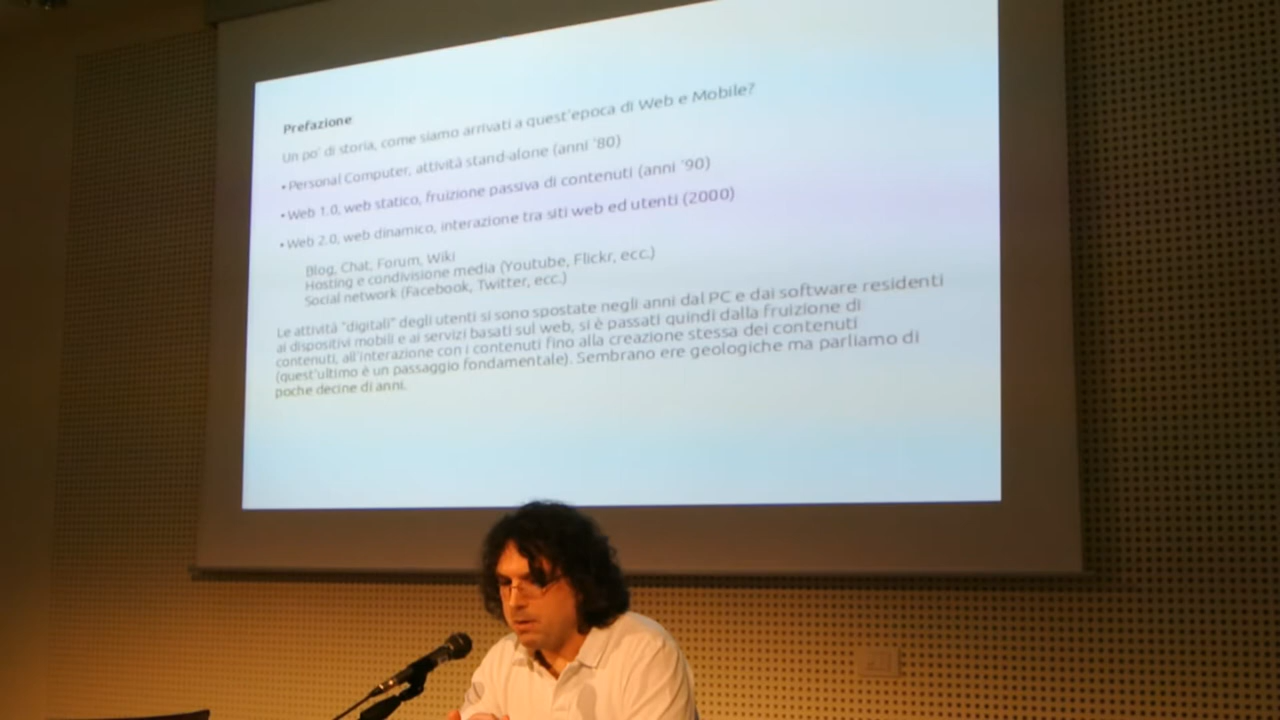 Prefazione
Un po' di storia, come siamo arrivati a quest'epoca di Web e Mobile?
• Personal Computer, attività stand-alone (anni '80)
• Web 1.0, web statico, fruizione passiva di contenuti (anni '90)
• Web 2.0, web dinamico, interazione tra siti web ed utenti (2000)
Blog, Chat, Forum, Wiki
Hosting e condivisione media (Youtube, Flickr, ecc.)
Social network (Facebook, Twitter, ecc.)
Le attività "digitali" degli utenti si sono spostate negli anni dal PC e dai software residenti
ai dispositivi mobili e ai servizi basati sul web, si è passati quindi dalla fruizione di
contenuti, all'interazione con i contenuti fino alla creazione stessa dei contenuti
(quest'ultimo è un passaggio fondamentale). Sembrano ere geologiche ma parliamo di
poche decine di anni.